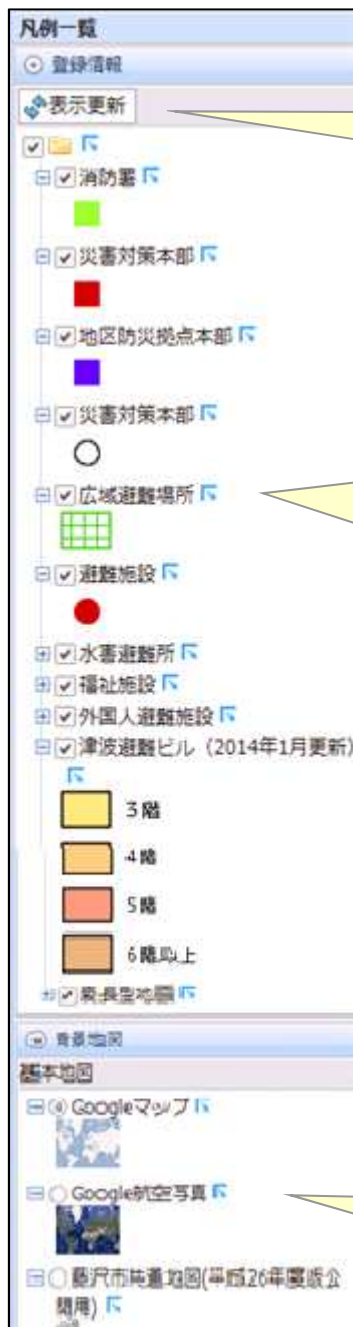 凡例一覧
登録情報
表示更新
消防署
災害対策本部
地区防災拠点本部
災害対策本部
広域避難場所
避難施設
水害避難所
福祉施設
外国人避難施設
津波避難ビル（2014年1月更新）
3階
4階
5階
6階以上
背景地図
基本地図
Googleマップ
Google航空写真
藤沢市共通地図(平成26年度版公
開用)